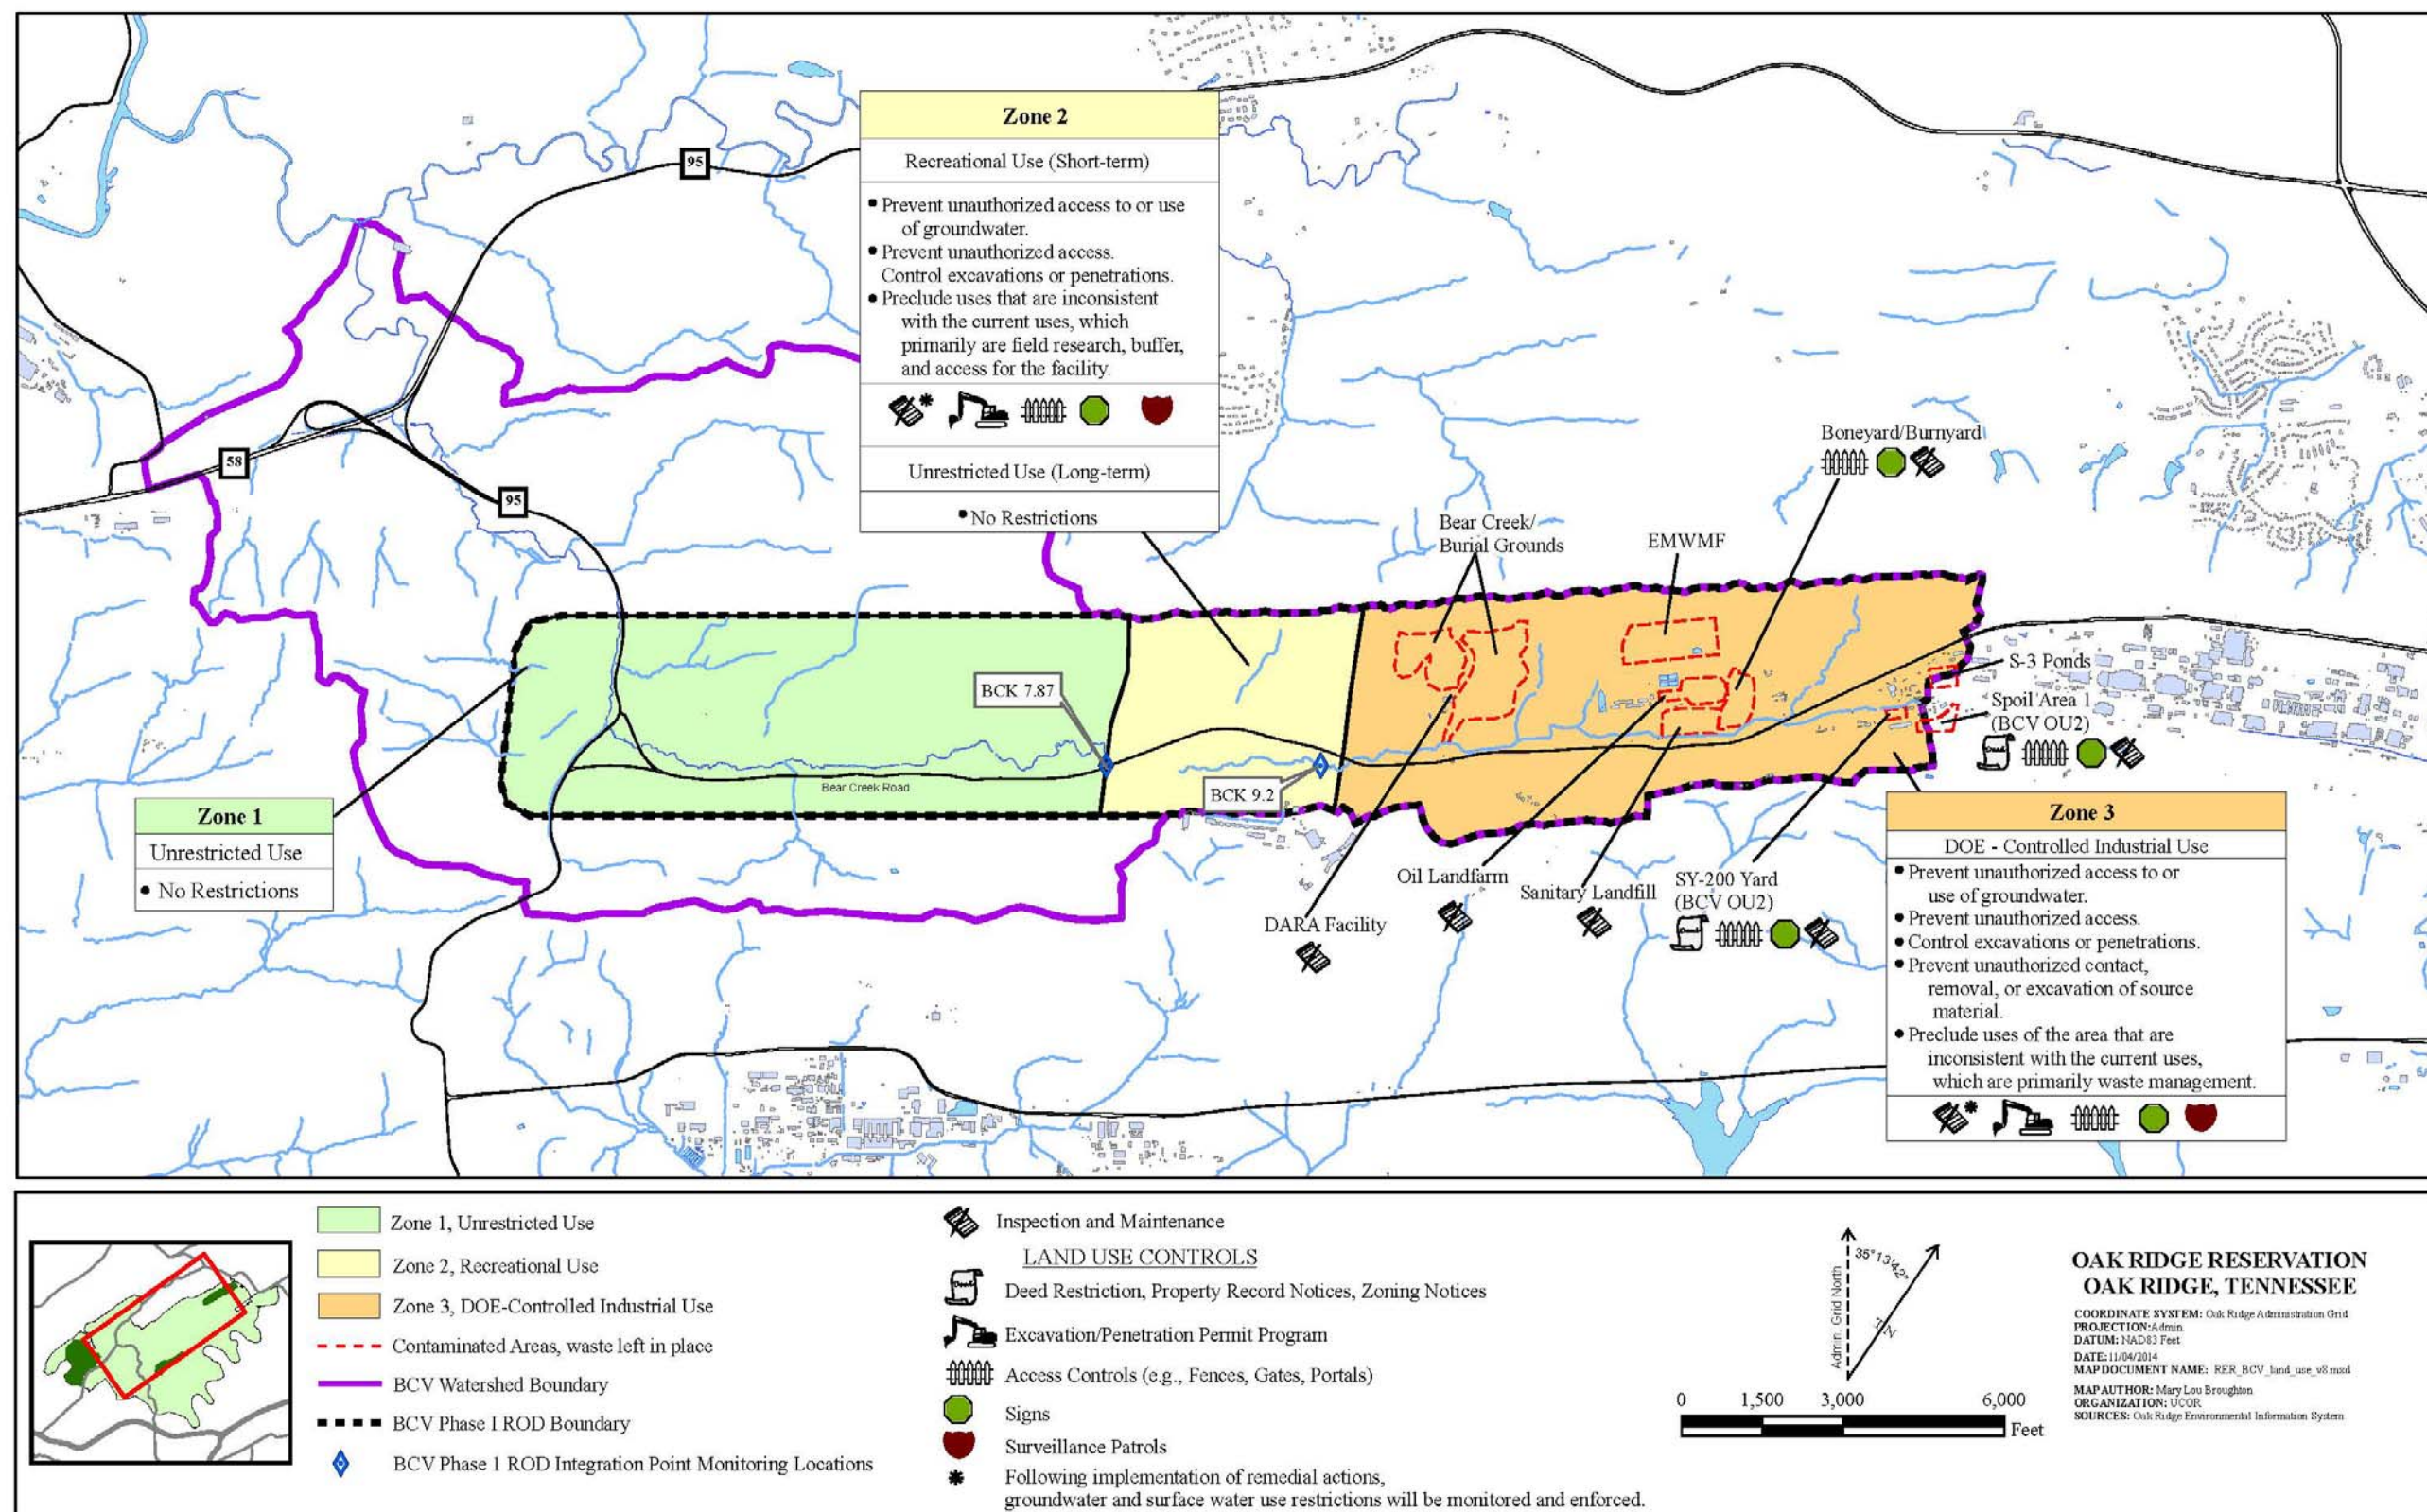 Zone 2
Recreational Use (Short-term)
• Prevent unauthorized access to or use
of groundwater.
• Prevent unauthorized access.
Control excavations or penetrations.
• Preclude uses that are inconsistent
with the current uses, which
primarily are field research, buffer,
and access for the facility.
Unrestricted Use (Long-term)
• No Restrictions
95
58
95
Boneyard/Burnyard
Bear Creek/
Burial Grounds
EMWMF
S-3 Ponds
Spoil Area 1
(BCV OU2)
Deed
BCK 7.87
BCK 9.2
Bear Creek Road
Zone 1
Unrestricted Use
• No Restrictions
Oil Landfarm
Sanitary Landfill
SY-200 Yard
(BCV OU2)
Deed
DARA Facility
Zone 3
DOE - Controlled Industrial Use
• Prevent unauthorized access to or
use of groundwater.
• Prevent unauthorized access.
• Control excavations or penetrations.
• Prevent unauthorized contact,
removal, or excavation of source
material.
• Preclude uses of the area that are
inconsistent with the current uses,
which are primarily waste management.
Zone 1, Unrestricted Use
Zone 2, Recreational Use
Zone 3, DOE-Controlled Industrial Use
Contaminated Areas, waste left in place
BCV Watershed Boundary
BCV Phase I ROD Boundary
BCV Phase 1 ROD Integration Point Monitoring Locations
Inspection and Maintenance
LAND USE CONTROLS
Deed
Deed Restriction, Property Record Notices, Zoning Notices
Excavation/Penetration Permit Program
Access Controls (e.g., Fences, Gates, Portals)
Signs
Surveillance Patrols
* Following implementation of remedial actions,
groundwater and surface water use restrictions will be monitored and enforced.
Admin. Grid North
35°13'42"
T N
0 1,500 3,000 6,000
Feet
OAK RIDGE RESERVATION
OAK RIDGE, TENNESSEE
COORDINATE SYSTEM: Oak Ridge Administration Grid
PROJECTION:Admin
DATUM: NAD83 Feet
DATE:11/04/2014
MAP DOCUMENT NAME: RER_BCV_land_use_v8.mxd
MAP AUTHOR: Mary Lou Broughton
ORGANIZATION: UCOR
SOURCES: Oak Ridge Environmental Information System